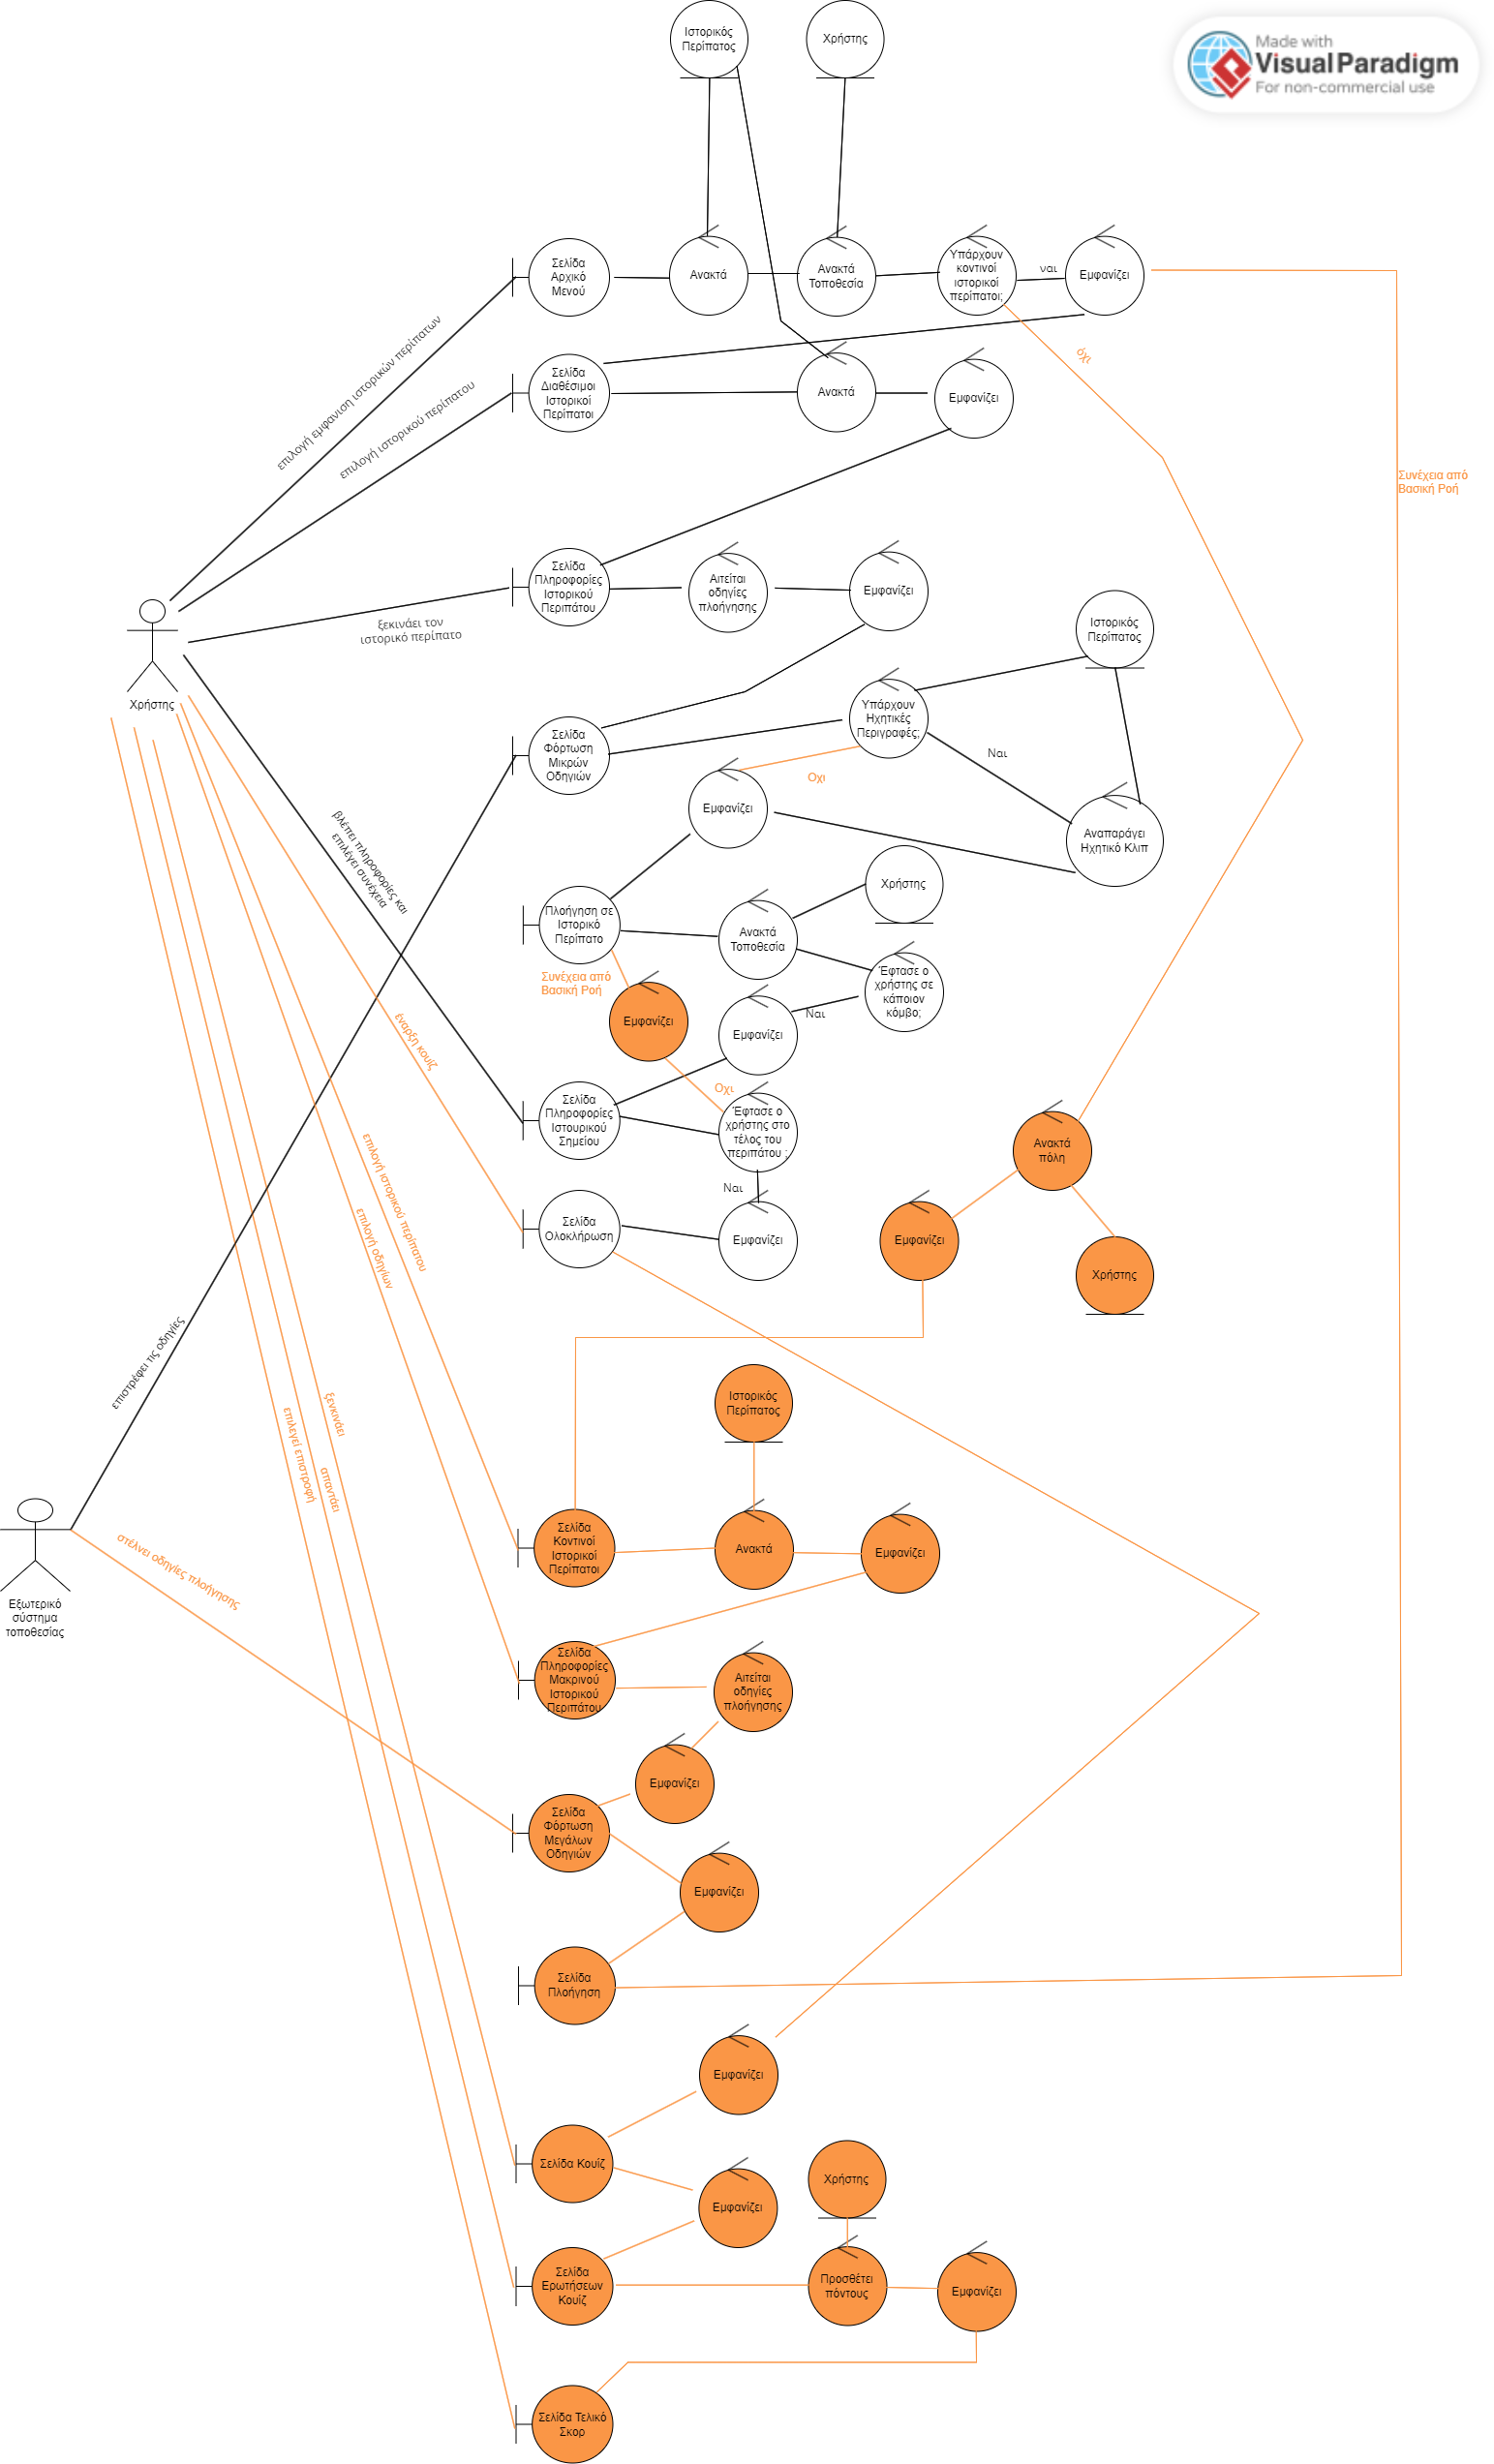 Ιστορικός
Περίπατος
Χρήστης
Made with
Visual Paradigm
For non-commercial use
Σελίδα
Αρχικό
Μενού
Ανακτά
Ανακτά
Τοποθεσία
Υπάρχουν
κοντινοί
ιστορικοί
περίπατοι;
ναι
Εμφανίζει
επιλογή εμφανιση ιστορικών περίπατων
όχι
Σελίδα
Διαθέσιμοι
Ιστορικοί
Περίπατοι
Ανακτά
Εμφανίζει
επιλογή ιστορικού περίπατου
Συνέχεια από
Βασική Ροή
Σελίδα
Πληροφορίες
Ιστορικού
Περιπάτου
Αιτείται
οδηγίες
πλοήγησης
Εμφανίζει
ξεκινάει τον
ιστορικό περίπατο
Ιστορικός
Περίπατος
Χρήστης
Υπάρχουν
Ηχητικές
Περιγραφές;
Σελίδα
Φόρτωση
Μικρών
Οδηγιών
Ναι
Οχι
Εμφανίζει
Αναπαράγει
Ηχητικό Κλιπ
βλέπει πληροφορίες και
επιλέγει συνέχεια
Χρήστης
Πλοήγηση σε
Ιστορικό
Περίπατο
Ανακτά
Τοποθεσία
Συνέχεια από
Βασική Ροή
Έφτασε ο
χρήστης σε
κάποιον
κόμβο;
Ναι
Εμφανίζει
Εμφανίζει
έναρξη κουίζ
Οχι
Σελίδα
Πληροφορίες
Ιστουρικού
Σημείου
Έφτασε ο
χρήστης στο
τέλος του
περιπάτου ;
Ανακτά
πόλη
επιλογή ιστορικού περίπατου
Ναι
Σελίδα
Ολοκλήρωση
Εμφανίζει
Εμφανίζει
Χρήστης
επιλογή οδηγίων
επιστρέφει τις οδηγίες
Ιστορικός
Περίπατος
ξενκινάει
επιλεγεί επιστροφή
απαντάει
Σελίδα
Κοντινοί
Ιστορικοί
Περίπατοι
Ανακτά
Εμφανίζει
στέλνει οδηγίες πλοήγησης
Εξωτερικό
σύστημα
τοποθεσίας
Σελίδα
Πληροφορίες
Μακρινού
Ιστορικού
Περιπάτου
Αιτείται
οδηγίες
πλοήγησης
Εμφανίζει
Σελίδα
Φόρτωση
Μεγάλων
Οδηγιών
Εμφανίζει
Σελίδα
Πλοήγηση
Εμφανίζει
Σελίδα Κουίζ
Χρήστης
Εμφανίζει
Σελίδα
Ερωτήσεων
Κουίζ
Προσθέτει
πόντους
Εμφανίζει
Σελίδα Τελικό
Σκορ